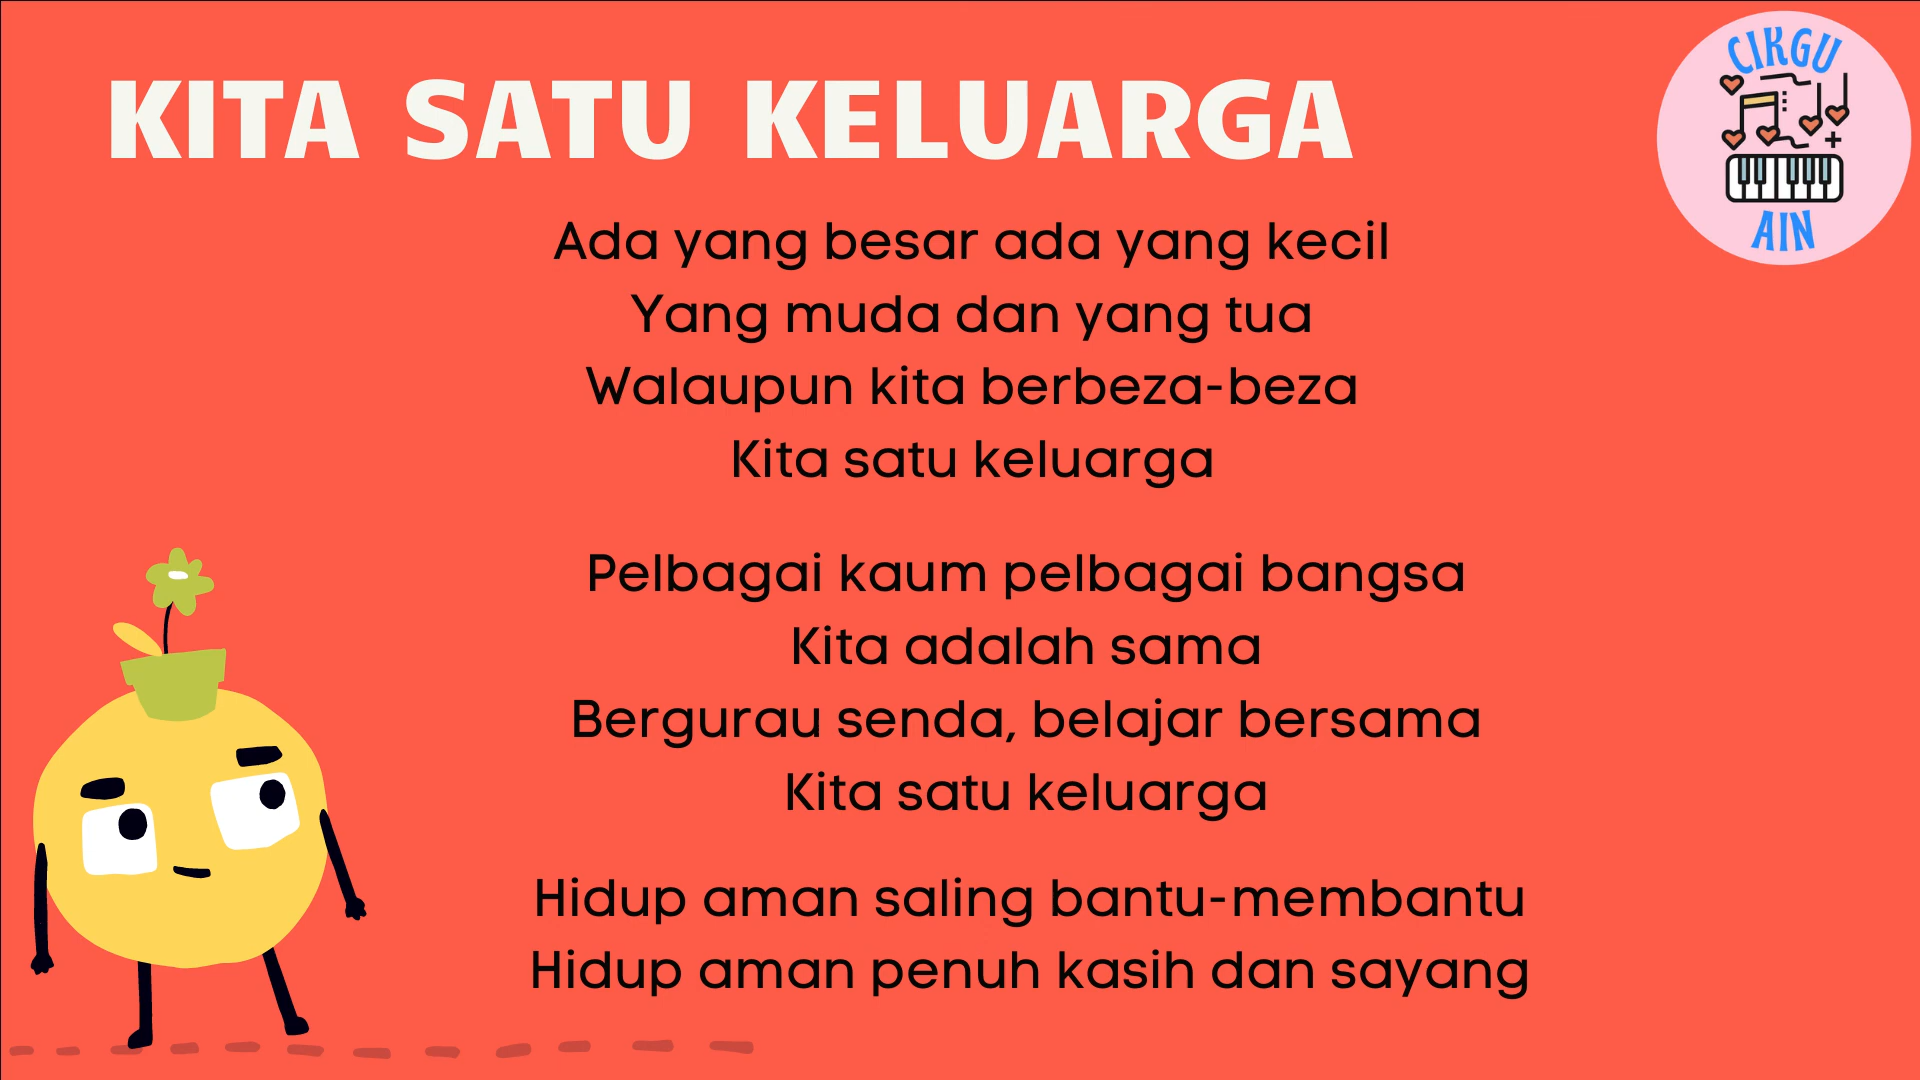 KITA SATU KELUARGA
CIKGU
AIN
Ada yang besar ada yang kecil
Yang muda dan yang tua
Walaupun kita berbeza-beza
Kita satu keluarga
Pelbagai kaum pelbagai bangsa
Kita adalah sama
Bergurau senda, belajar bersama
Kita satu keluarga
Hidup aman saling bantu-membantu
Hidup aman penuh kasih dan sayang